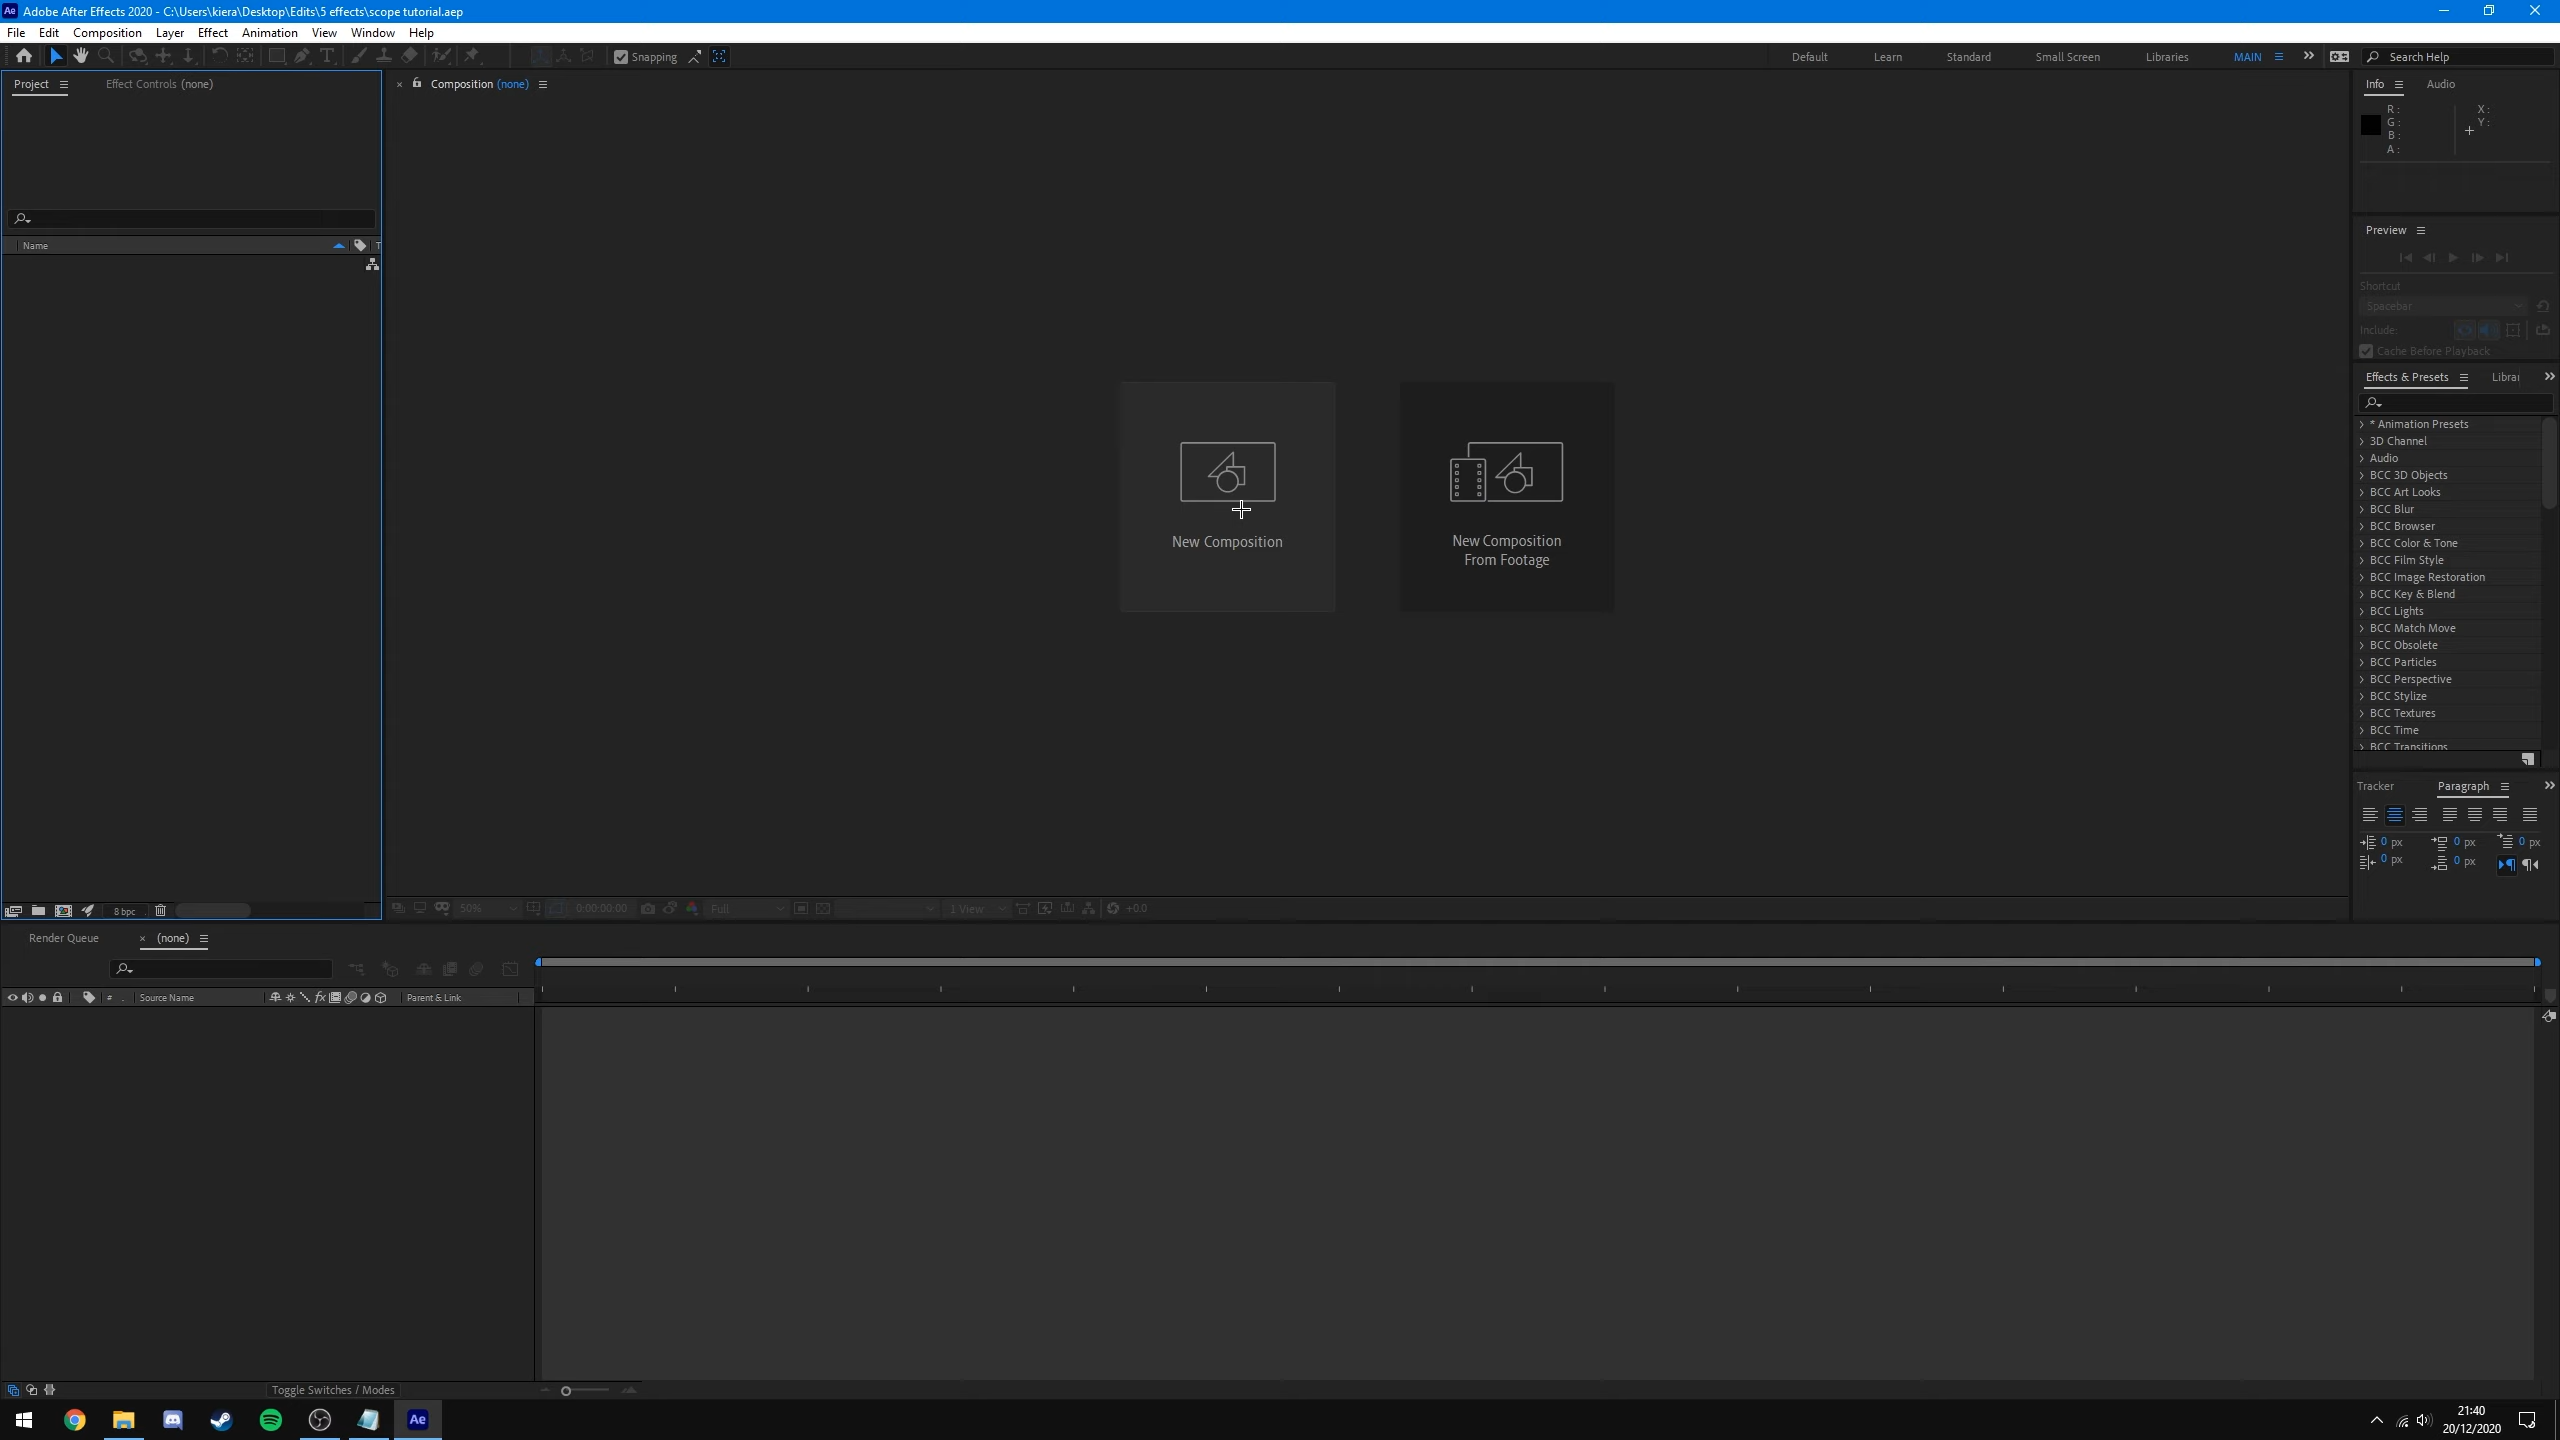 Adobe After Effects 2020 - C:\Users\kiera\Desktop\Edits\5 effects\scope tutorial.aep
File Edit Composition Layer Effect Animation View Window Help
Snapping Default Learn Standard Small Screen Libraries MAIN Search Help
Project Effect Controls (none) Composition (none) Info Audio
R: X:
G: Y:
B:
A:
Preview
Name
Shortcut
Spacebar
Include:
Cache Before Playback
Effects & Presets Librai
* Animation Presets
3D Channel
Audio
BCC 3D Objects
BCC Art Looks
BCC Blur
BCC Browser
BCC Color & Tone
BCC Film Style
BCC Image Restoration
BCC Key & Blend
BCC Lights
BCC Match Move
BCC Obsolete
BCC Particles
BCC Perspective
BCC Stylize
BCC Textures
BCC Time
BCC Transitions
New Composition
New Composition
From Footage
Tracker Paragraph
0 px 0 px 0 px
0 px 0 px
8 bpc 50% 0:00:00:00 Full 1 View +0.0
Render Queue (none)
# . Source Name fx Parent & Link
Toggle Switches / Modes
Ae
21:40
20/12/2020